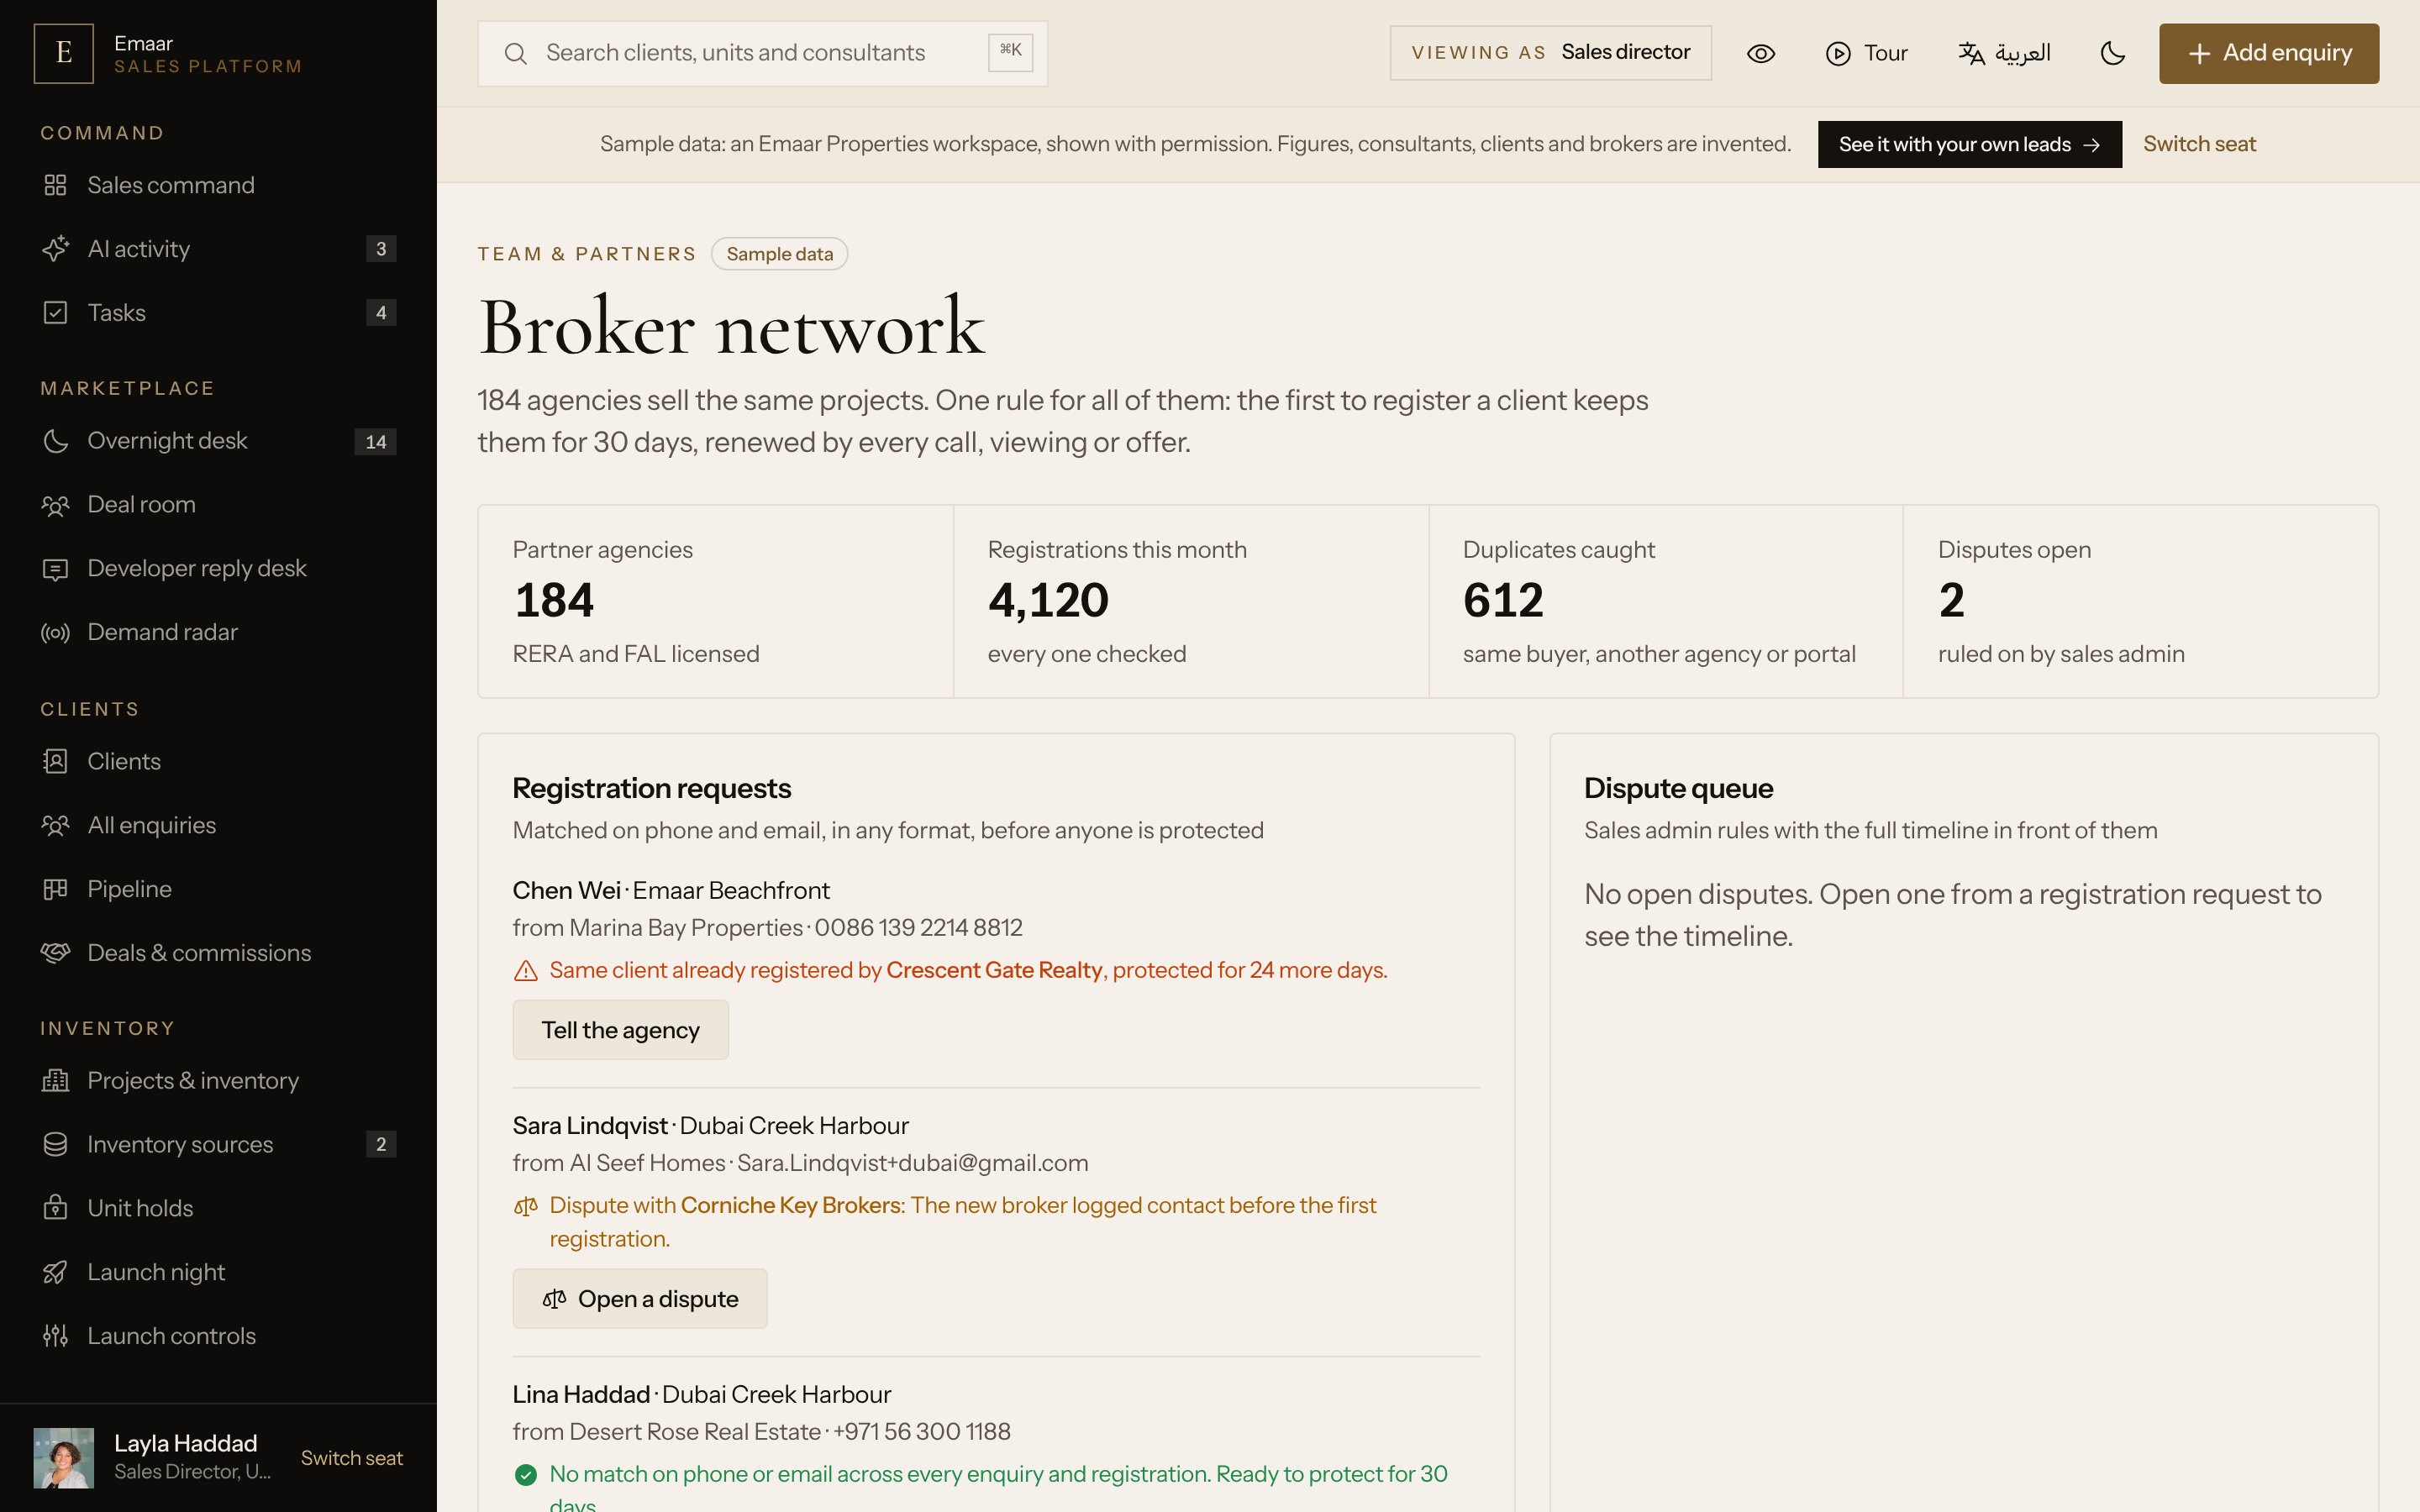 E
Emaar
SALES PLATFORM
COMMAND
Sales command
AI activity 3
Tasks 4
MARKETPLACE
Overnight desk 14
Deal room
Developer reply desk
Demand radar
CLIENTS
Clients
All enquiries
Pipeline
Deals & commissions
INVENTORY
Projects & inventory
Inventory sources 2
Unit holds
Launch night
Launch controls
Layla Haddad
Sales Director, U...
Switch seat
Search clients, units and consultants ⌘K
VIEWING AS Sales director
Tour
العربية
+ Add enquiry
Sample data: an Emaar Properties workspace, shown with permission. Figures, consultants, clients and brokers are invented.
See it with your own leads →
Switch seat
TEAM & PARTNERS Sample data
Broker network
184 agencies sell the same projects. One rule for all of them: the first to register a client keeps
them for 30 days, renewed by every call, viewing or offer.
Partner agencies
184
RERA and FAL licensed
Registrations this month
4,120
every one checked
Duplicates caught
612
same buyer, another agency or portal
Disputes open
2
ruled on by sales admin
Registration requests
Matched on phone and email, in any format, before anyone is protected
Chen Wei · Emaar Beachfront
from Marina Bay Properties · 0086 139 2214 8812
Same client already registered by Crescent Gate Realty, protected for 24 more days.
Tell the agency
Sara Lindqvist · Dubai Creek Harbour
from Al Seef Homes · Sara.Lindqvist+dubai@gmail.com
Dispute with Corniche Key Brokers: The new broker logged contact before the first
registration.
Open a dispute
Lina Haddad · Dubai Creek Harbour
from Desert Rose Real Estate · +971 56 300 1188
No match on phone or email across every enquiry and registration. Ready to protect for 30
days
Dispute queue
Sales admin rules with the full timeline in front of them
No open disputes. Open one from a registration request to
see the timeline.